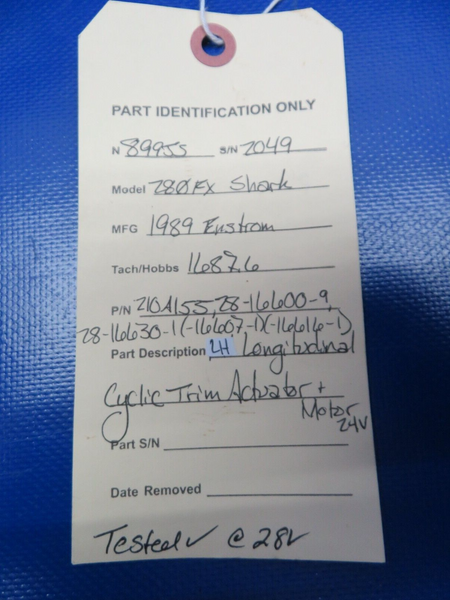 PART IDENTIFICATION ONLY
N 8995S S/N 2049
Model 280FX Shark
MFG 1989 Enstrom
Tach/Hobbs 1687.6
P/N 210A155, 28-16600-9,
28-16630-1(-16607-1)(-16616-1)
Part Description LH Longitudinal
Cyclic Trim Actuator +
Motor
24V
Part S/N
Date Removed
Tested ✓ @ 28V